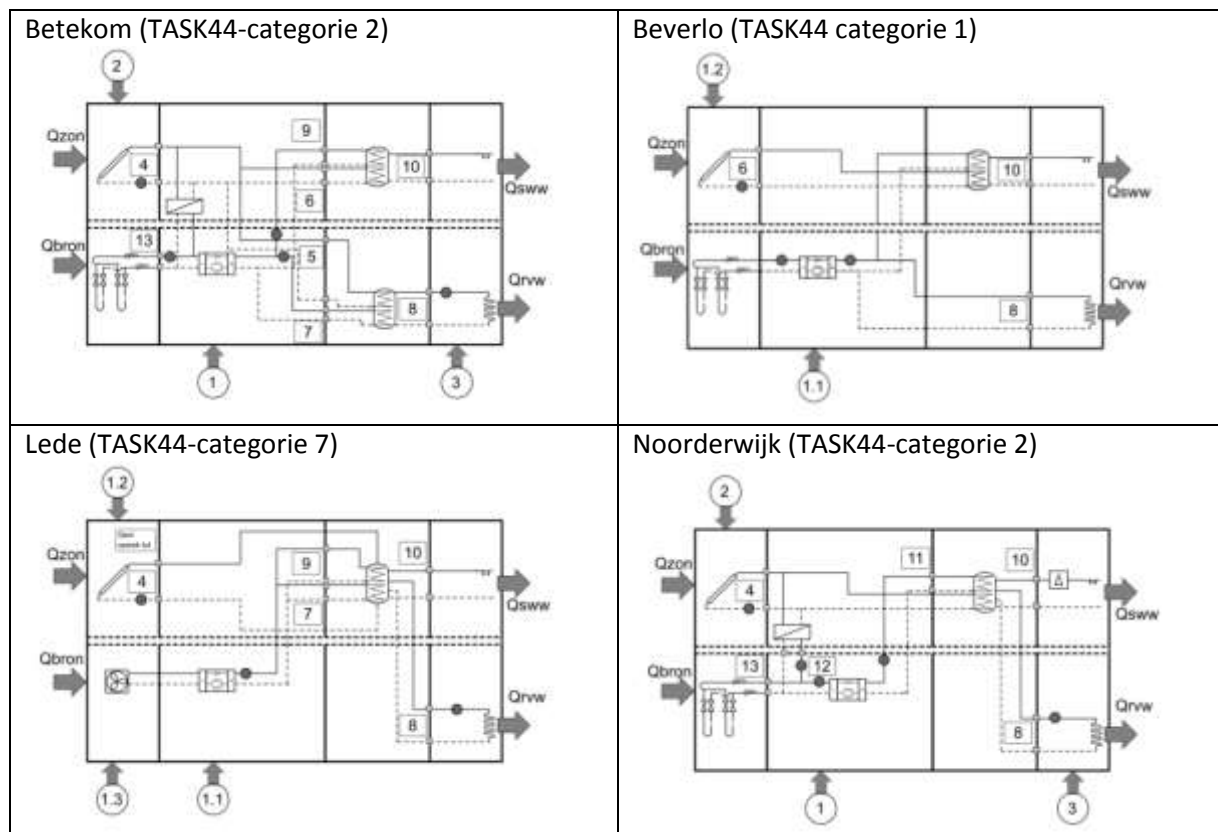 Betekom (TASK44-categorie 2)
2
Qzon
4
9
10
6
Qsww
Qbron
13
5
8
7
Qrvw
1
3
Beverlo (TASK44 categorie 1)
1.2
Qzon
6
10
Qsww
Qbron
Qrvw
8
1.1
Lede (TASK44-categorie 7)
1.2
Qzon
4
9
10
7
Qsww
Qbron
8
Qrvw
1.3
1.1
Noorderwijk (TASK44-categorie 2)
2
Qzon
4
11
10
Δ
Qsww
Qbron
13
12
8
Qrvw
1
3